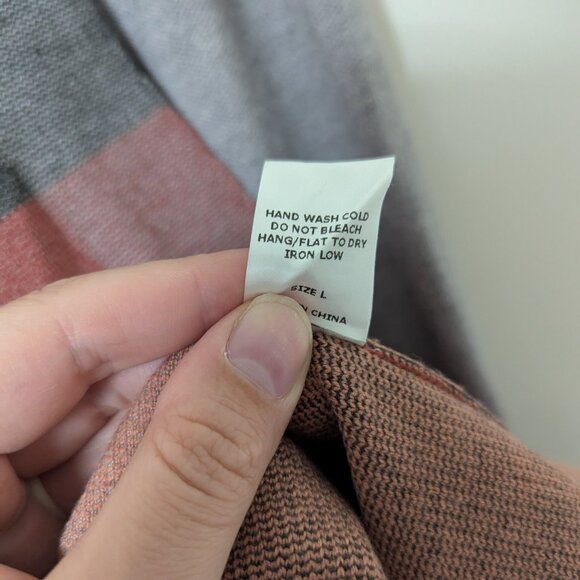 HAND WASH COLD
DO NOT BLEACH
HANG/FLAT TO DRY
IRON LOW
SIZE L
CHINA